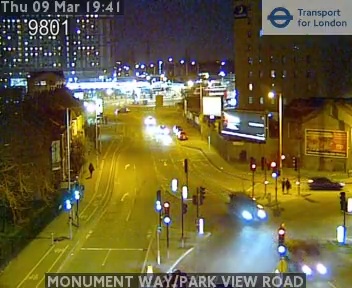 Thu 09 Mar 19:41
9801
Transport
for London
MONUMENT WAY/PARK VIEW ROAD